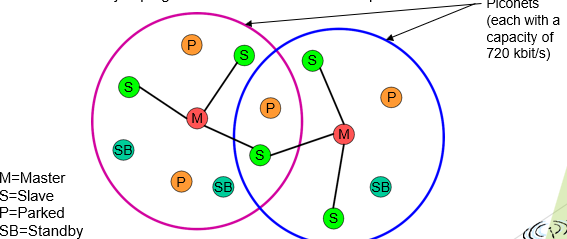 Piconets
(each with a
capacity of
720 kbit/s)
P
S
S
S
P
P
M
M
SB
S
P
SB
SB
S
M=Master
S=Slave
P=Parked
SB=Standby